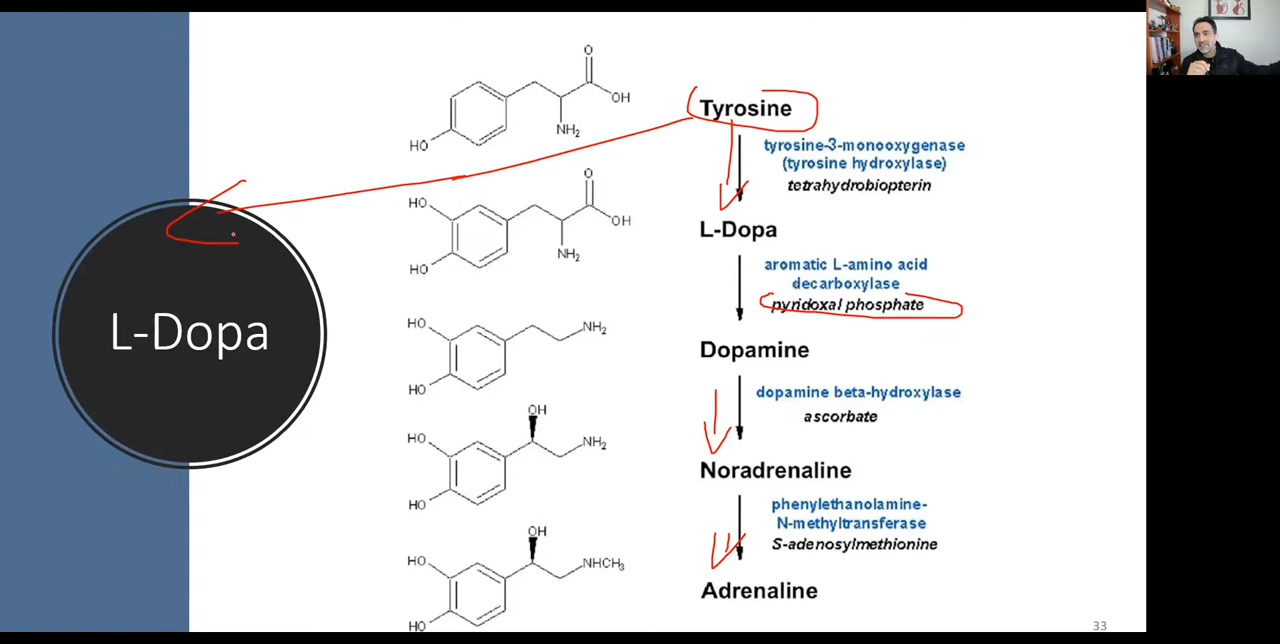 L-Dopa
O
OH
NH₂
HO
Tyrosine
tyrosine-3-monooxygenase
(tyrosine hydroxylase)
tetrahydrobiopterin
O
HO
OH
NH₂
HO
L-Dopa
aromatic L-amino acid
decarboxylase
pyridoxal phosphate
HO
NH₂
HO
Dopamine
dopamine beta-hydroxylase
ascorbate
OH
HO
NH₂
HO
Noradrenaline
phenylethanolamine-
N-methyltransferase
S-adenosylmethionine
OH
HO
NHCH₃
HO
Adrenaline
33